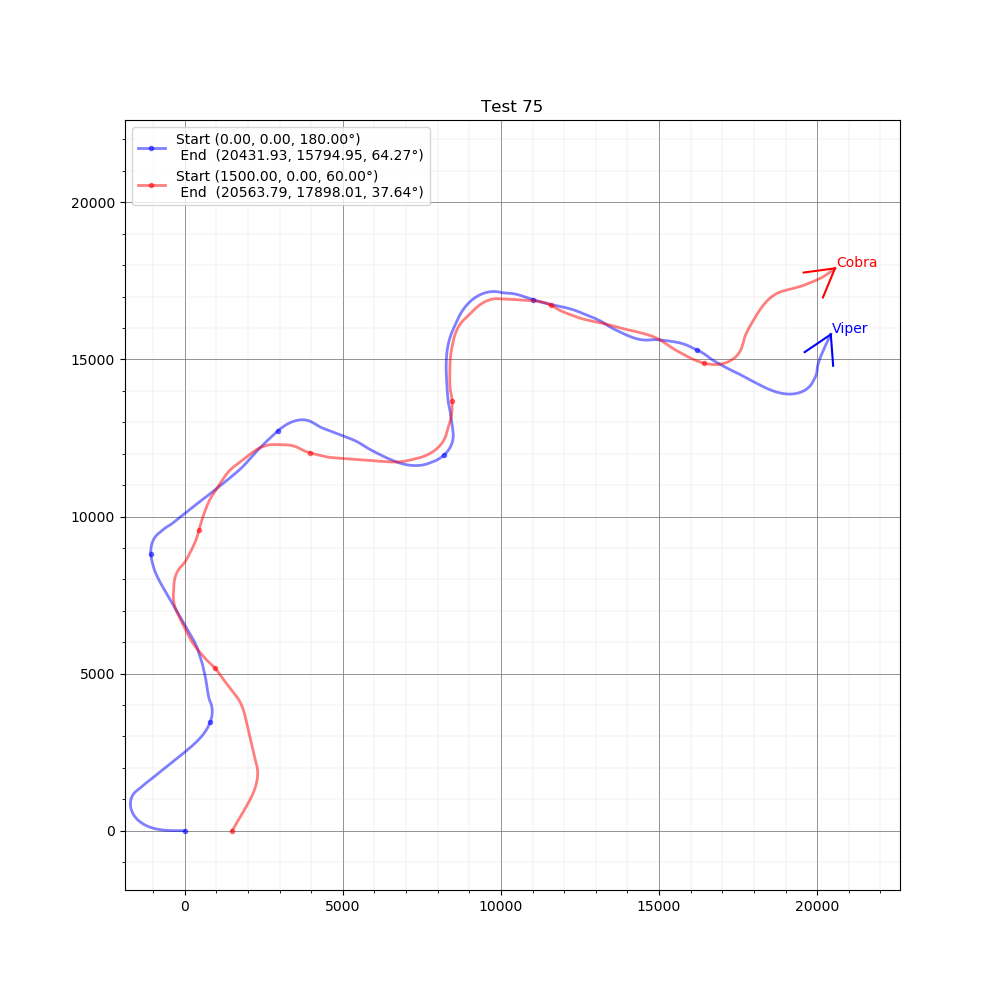 Test 75
Start (0.00, 0.00, 180.00°)
End  (20431.93, 15794.95, 64.27°)
Start (1500.00, 0.00, 60.00°)
End  (20563.79, 17898.01, 37.64°)
20000
15000
10000
5000
0
Cobra
Viper
0 5000 10000 15000 20000